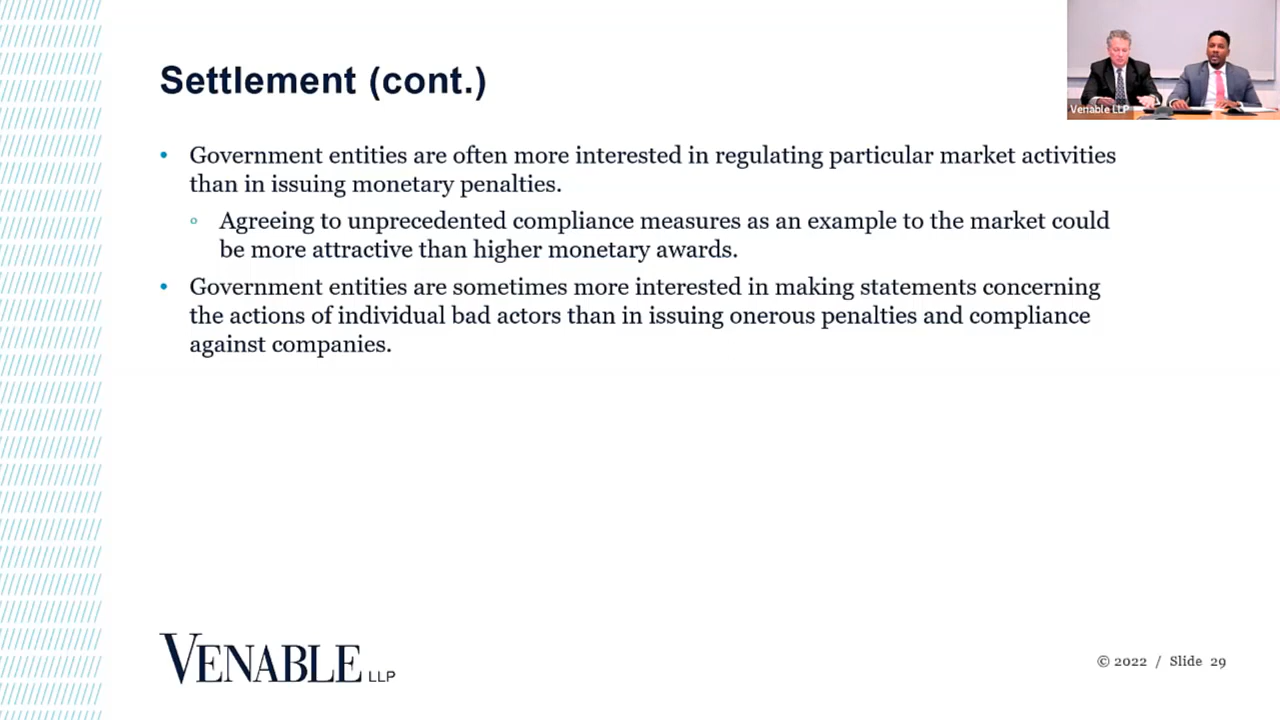 Settlement (cont.)
Venable LLP
• Government entities are often more interested in regulating particular market activities
than in issuing monetary penalties.
◦ Agreeing to unprecedented compliance measures as an example to the market could
be more attractive than higher monetary awards.
• Government entities are sometimes more interested in making statements concerning
the actions of individual bad actors than in issuing onerous penalties and compliance
against companies.
VENABLE LLP
© 2022 / Slide 29